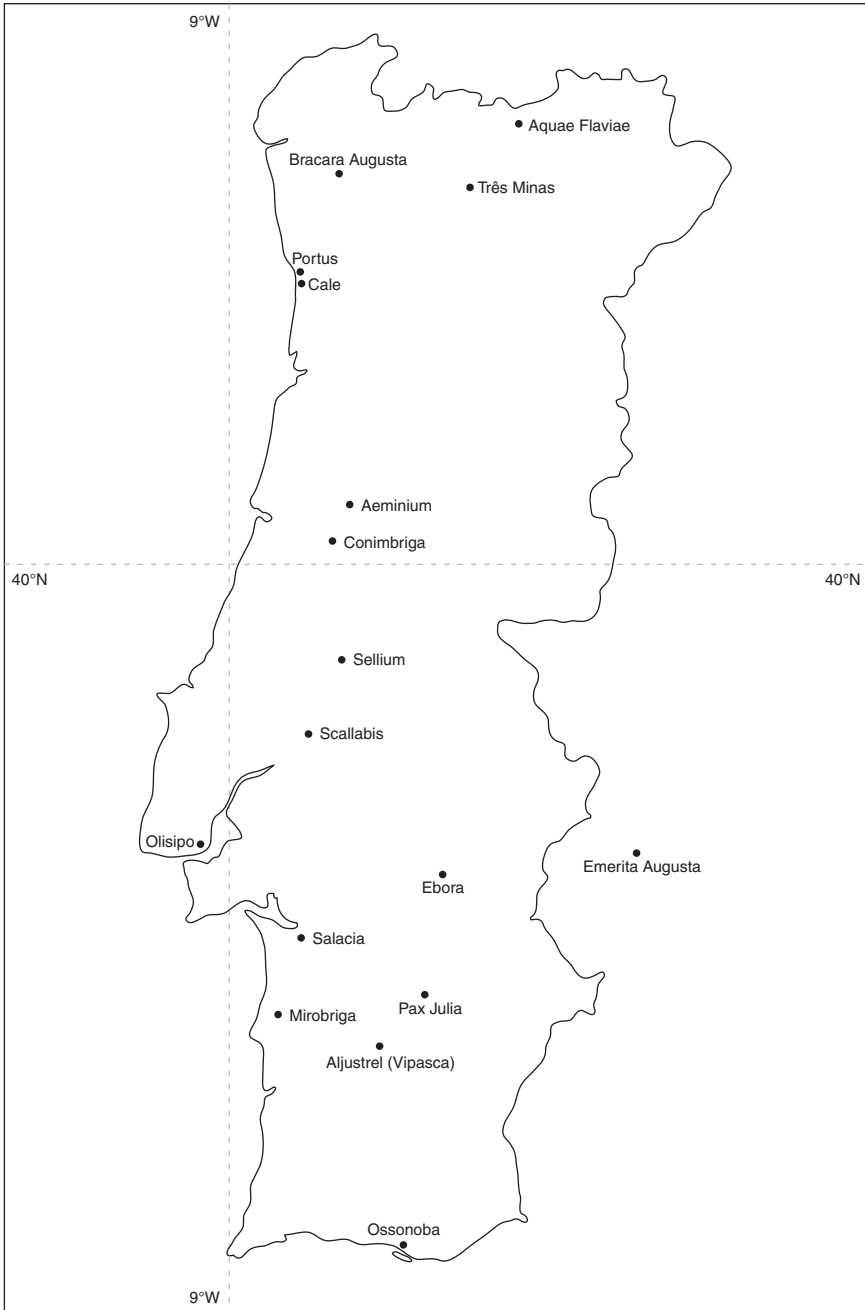 9°W
Aquae Flaviae
Bracara Augusta
Três Minas
Portus
Cale
Aeminium
Conimbriga
40°N
40°N
Sellium
Scallabis
Olisipo
Emerita Augusta
Ebora
Salacia
Pax Julia
Mirobriga
Aljustrel (Vipasca)
Ossonoba
9°W